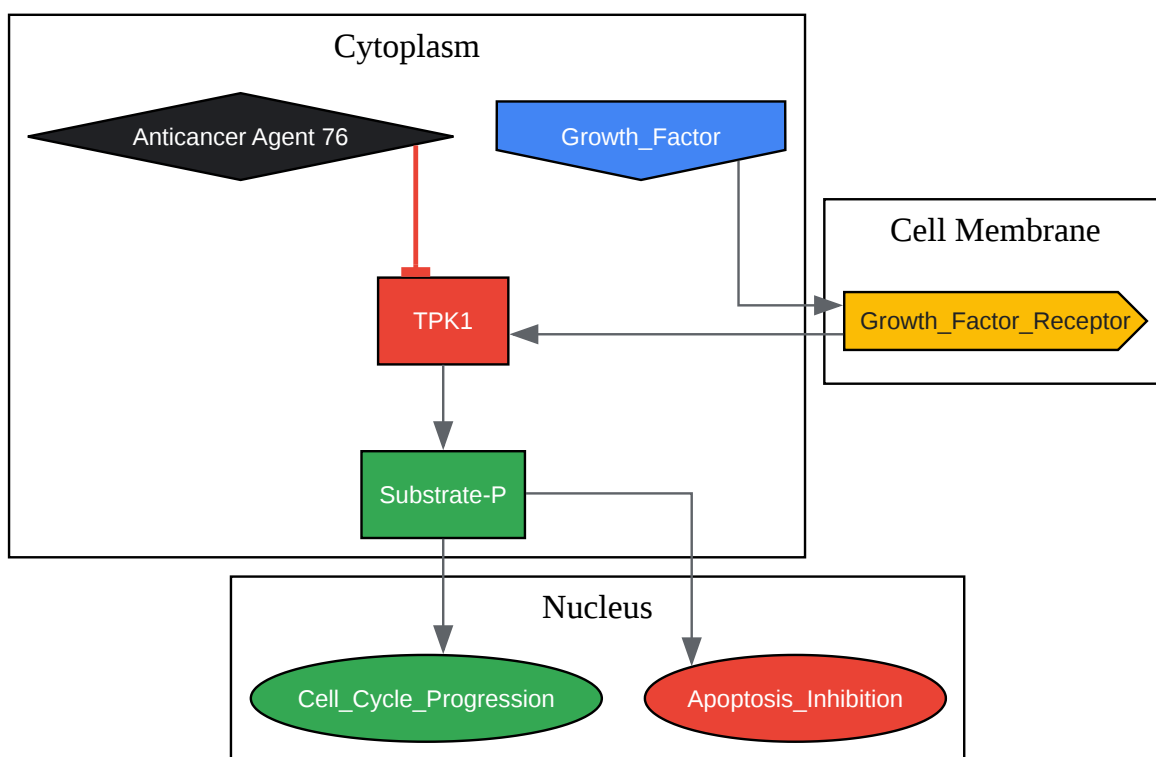 Cytoplasm
Anticancer Agent 76
Growth_Factor
Cell Membrane
TPK1
Growth_Factor_Receptor
Substrate-P
Nucleus
Cell_Cycle_Progression
Apoptosis_Inhibition